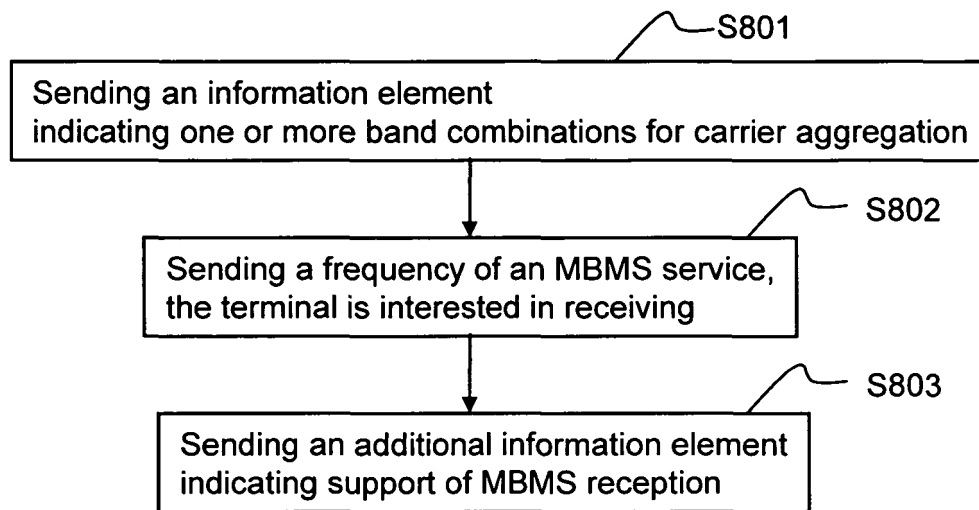 S801
Sending an information element
indicating one or more band combinations for carrier aggregation
S802
Sending a frequency of an MBMS service,
the terminal is interested in receiving
S803
Sending an additional information element
indicating support of MBMS reception